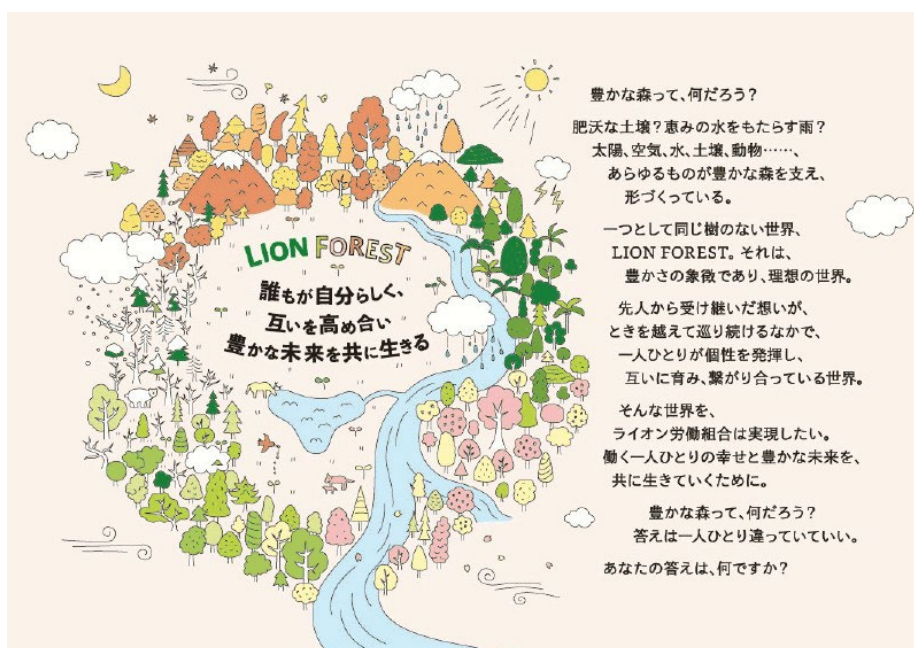 LION FOREST
誰もが自分らしく、
互いを高め合い
豊かな未来を共に生きる
豊かな森って、何だろう？
肥沃な土壌？恵みの水をもたらす雨？
太陽、空気、水、土壌、動物……、
あらゆるものが豊かな森を支え、
形づくっている。
一つとして同じ樹のない世界、
LION FOREST。それは、
豊かさの象徴であり、理想の世界。
先人から受け継いだ想いが、
ときを越えて巡り続けるなかで、
一人ひとりが個性を発揮し、
互いに育み、繋がり合っている世界。
そんな世界を、
ライオン労働組合は実現したい。
働く一人ひとりの幸せと豊かな未来を、
共に生きていくために。
豊かな森って、何だろう？
答えは一人ひとり違っていていい。
あなたの答えは、何ですか？